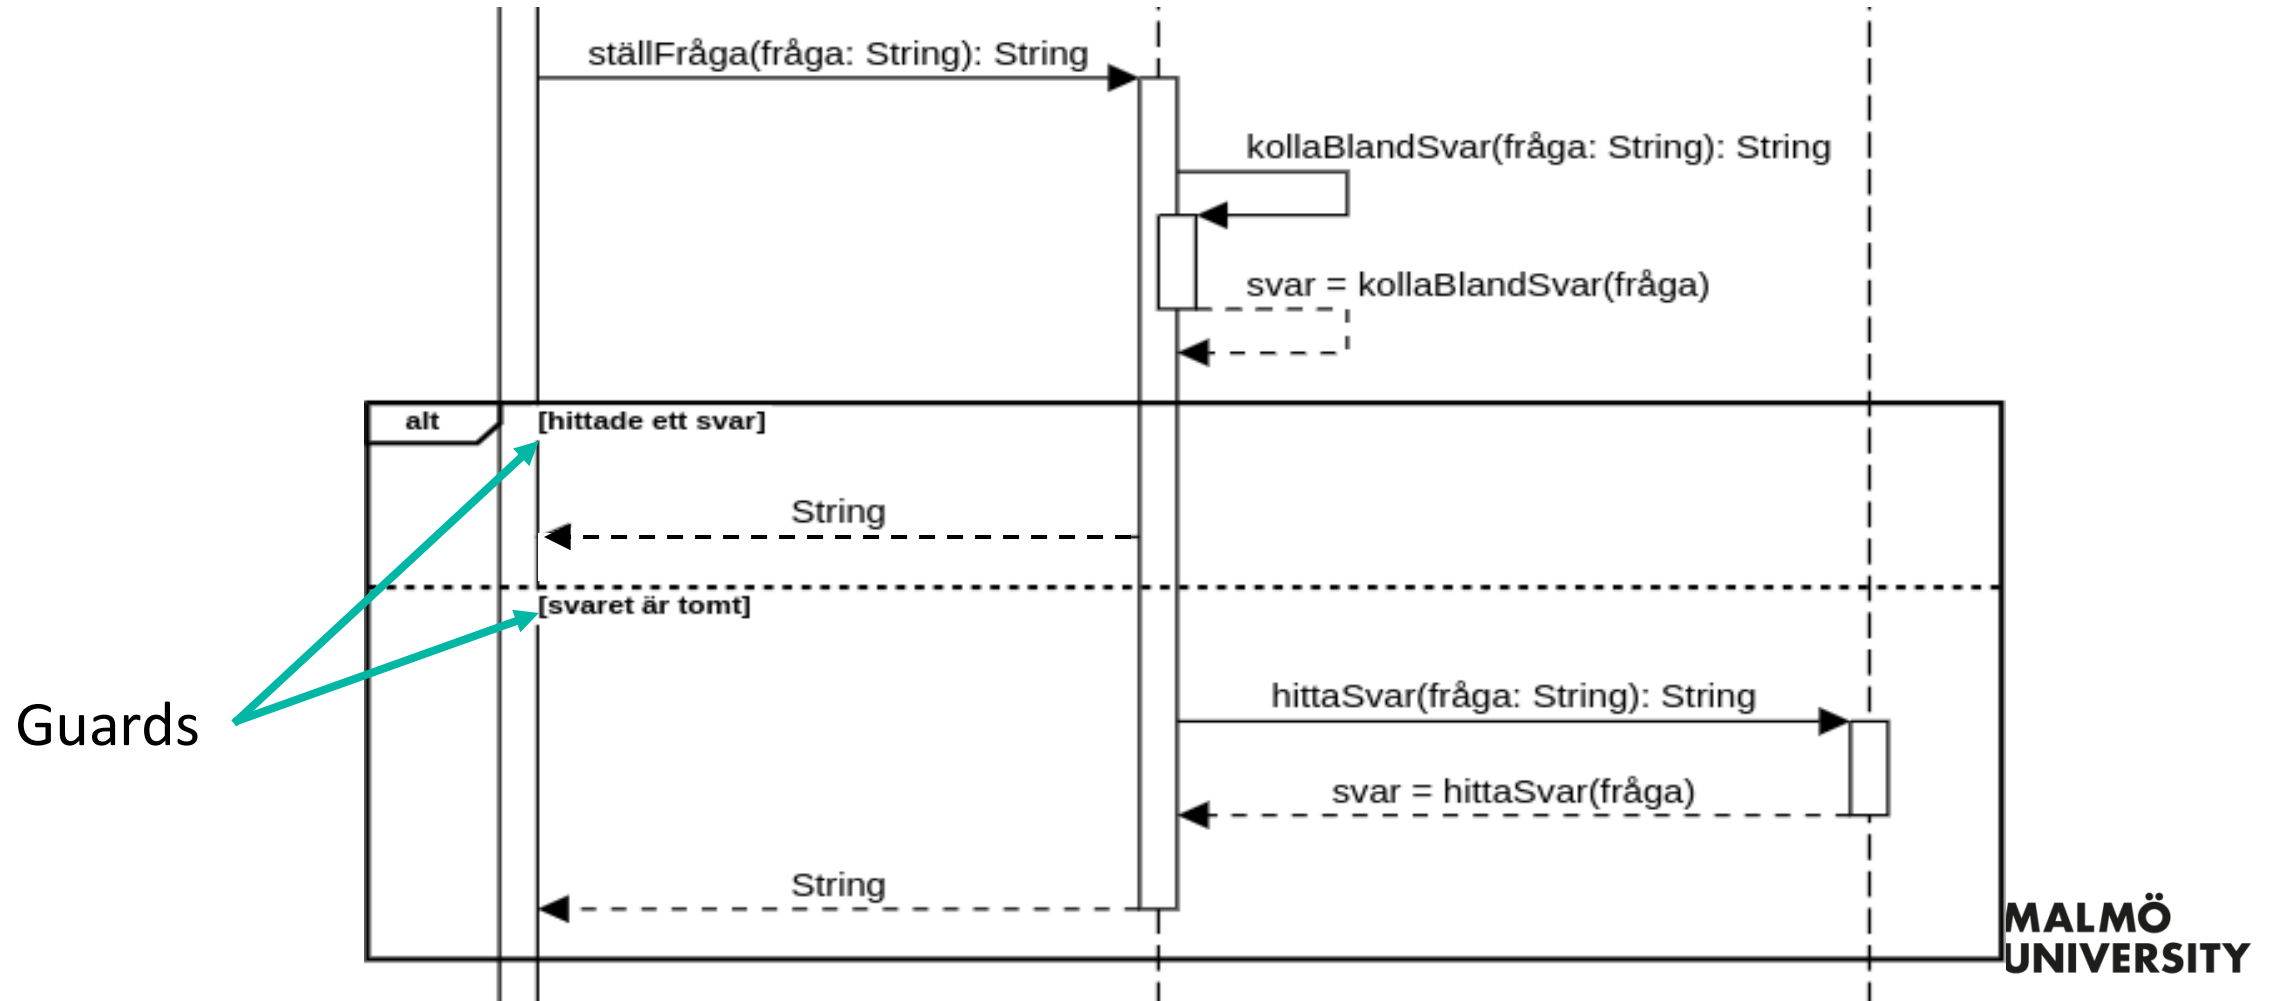 ställFråga(fråga: String): String
kollaBlandSvar(fråga: String): String
svar = kollaBlandSvar(fråga)
alt
[hittade ett svar]
String
[svaret är tomt]
Guards
hittaSvar(fråga: String): String
svar = hittaSvar(fråga)
String
MALMÖ
UNIVERSITY